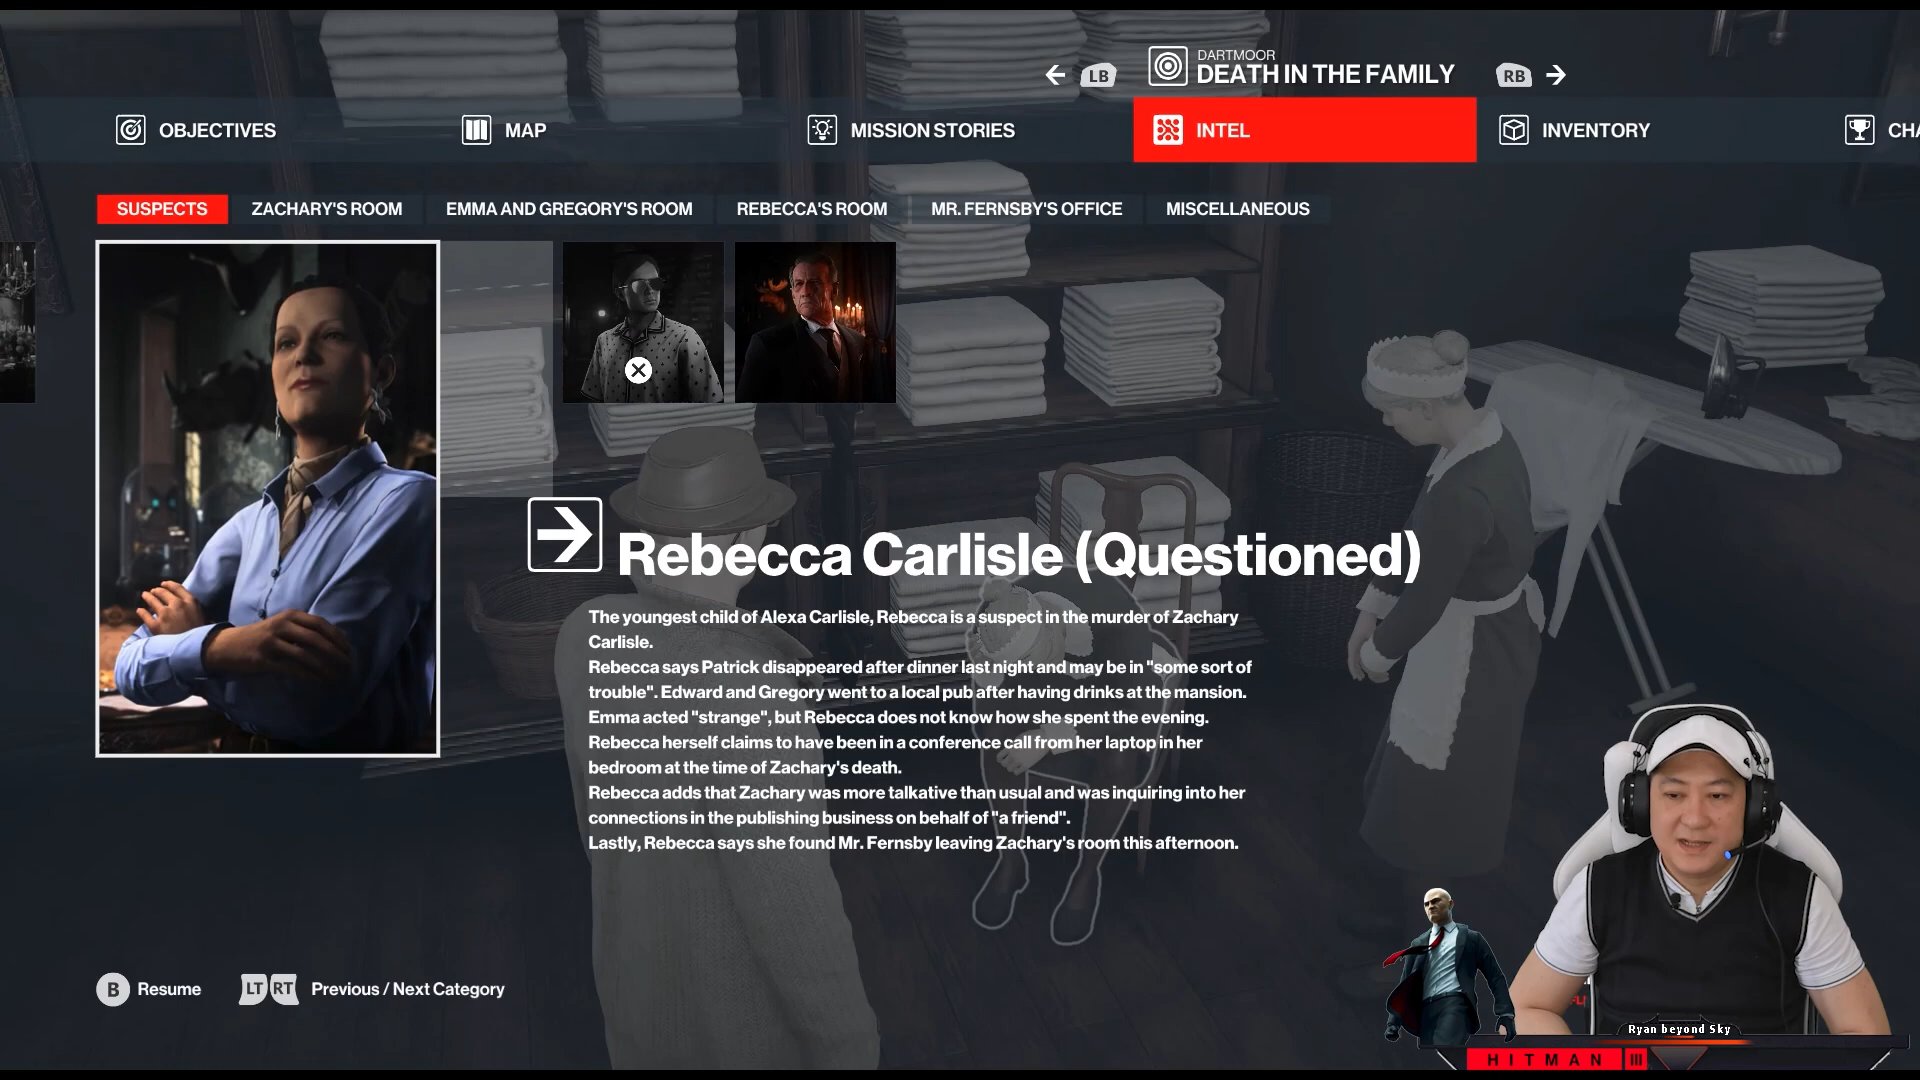 DARTMOOR
LB DEATH IN THE FAMILY RB
OBJECTIVES MAP MISSION STORIES INTEL INVENTORY CHA
SUSPECTS ZACHARY'S ROOM EMMA AND GREGORY'S ROOM REBECCA'S ROOM MR. FERNSBY'S OFFICE MISCELLANEOUS
Rebecca Carlisle (Questioned)
The youngest child of Alexa Carlisle, Rebecca is a suspect in the murder of Zachary
Carlisle.
Rebecca says Patrick disappeared after dinner last night and may be in "some sort of
trouble". Edward and Gregory went to a local pub after having drinks at the mansion.
Emma acted "strange", but Rebecca does not know how she spent the evening.
Rebecca herself claims to have been in a conference call from her laptop in her
bedroom at the time of Zachary's death.
Rebecca adds that Zachary was more talkative than usual and was inquiring into her
connections in the publishing business on behalf of "a friend".
Lastly, Rebecca says she found Mr. Fernsby leaving Zachary's room this afternoon.
B Resume LT RT Previous / Next Category
Ryan beyond Sky
HITMAN III